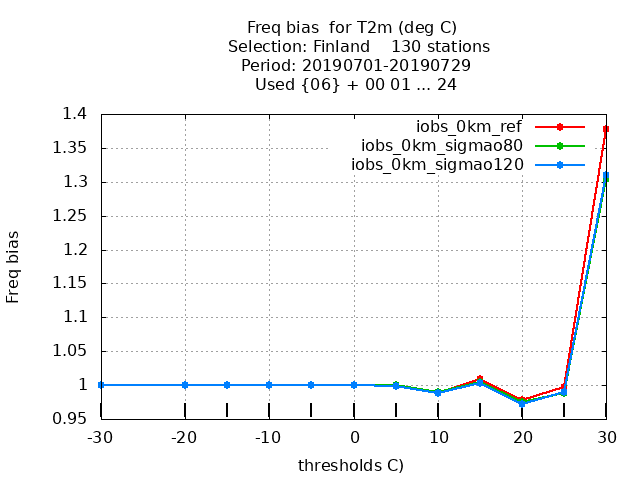 Freq bias  for T2m (deg C)
Selection: Finland    130 stations
Period: 20190701-20190729
Used {06} + 00 01 ... 24
iobs_0km_ref
iobs_0km_sigmao80
iobs_0km_sigmao120
1.4
1.35
1.3
1.25
1.2
1.15
1.1
1.05
1
0.95
Freq bias
-30
-20
-10
0
10
20
30
thresholds C)